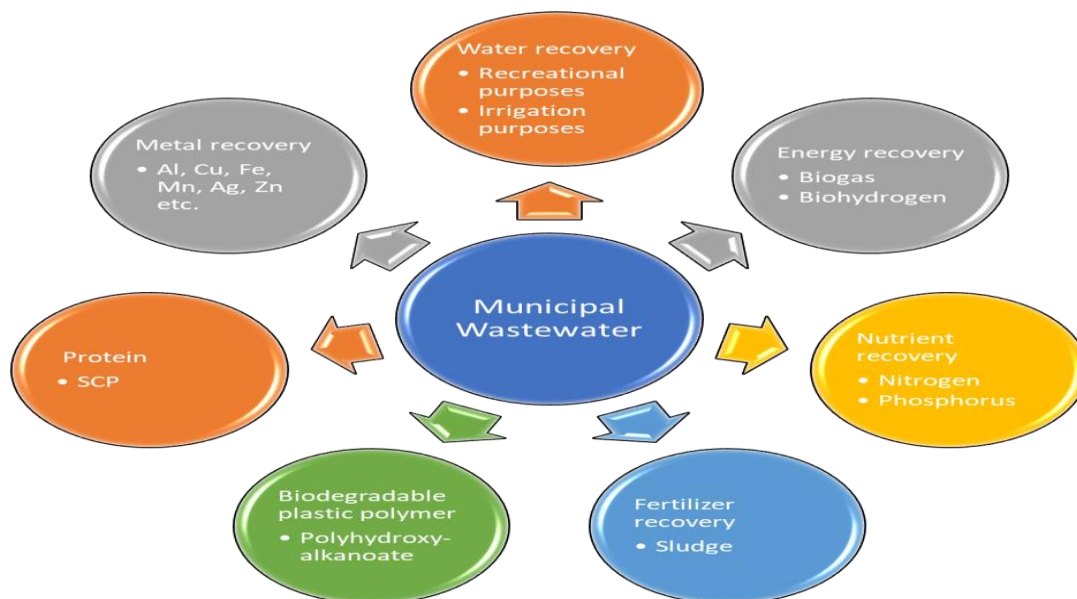 Water recovery
• Recreational
purposes
• Irrigation
purposes
Metal recovery
• Al, Cu, Fe,
Mn, Ag, Zn
etc.
Energy recovery
• Biogas
• Biohydrogen
Municipal
Wastewater
Protein
• SCP
Nutrient
recovery
• Nitrogen
• Phosphorus
Biodegradable
plastic polymer
• Polyhydroxy-
alkanoate
Fertilizer
recovery
• Sludge